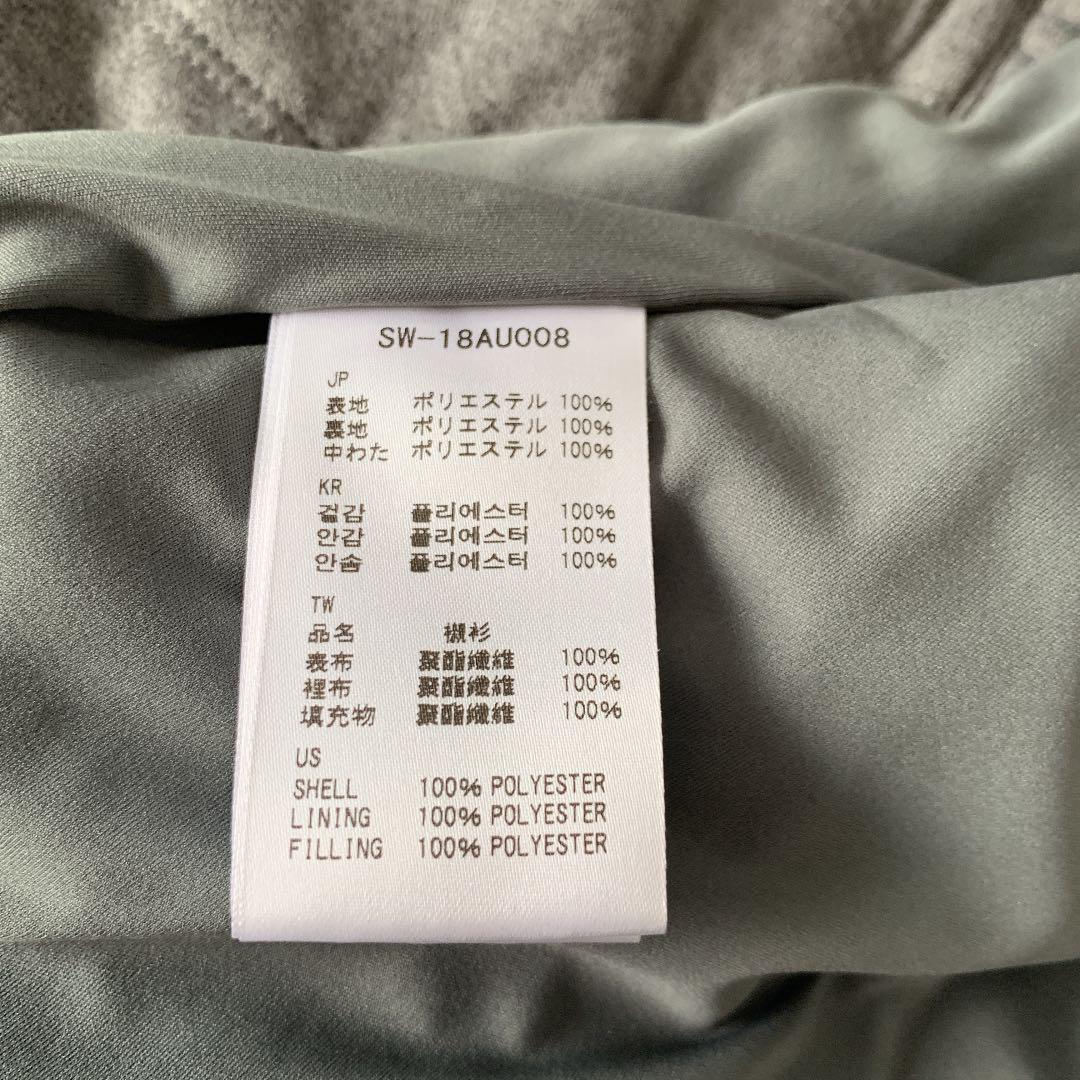 SW-18AU008
JP
表地 ポリエステル 100%
裏地 ポリエステル 100%
中わた ポリエステル 100%
KR
겉감 폴리에스터 100%
안감 폴리에스터 100%
안솜 폴리에스터 100%
TW
品名 襯衫
表布 聚酯纖維 100%
裡布 聚酯纖維 100%
填充物 聚酯纖維 100%
US
SHELL 100% POLYESTER
LINING 100% POLYESTER
FILLING 100% POLYESTER